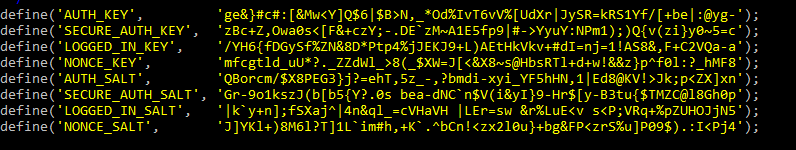 define('AUTH_KEY',         'ge&}#c#:[&Mw<Y]Q$6|$B>N,_*Od%IvT6vV%[UdXr|JySR=kRS1Yf/[+be|:@yg-');
define('SECURE_AUTH_KEY',  'zBc+Z,Owa0s<[F&+czY;-.DE`zM~A1E5fp9|#->YyuY:NPm1);)Q{v(zi}y0~5=c');
define('LOGGED_IN_KEY',    '/YH6{fDGySf%ZN&8D*Ptp4%jJEKJ9+L)AEtHkVkv+#dI=nj=1!AS8&,F+C2VQa-a');
define('NONCE_KEY',        'mfcgtld_uU*?._ZZdWl_>8(_$XW=J[<&X8~s@HbsRTl+d+w!&&z}p^f0l:?_hMF8');
define('AUTH_SALT',        'QBorcm/$X8PEG3}j?=ehT,5z_-,?bmdi-xyi_YF5hHN,1|Ed8@KV!>Jk;p<ZX]xn');
define('SECURE_AUTH_SALT', 'Gr-9o1kszJ(b[b5{Y?.0s bea-dNC`n$V(i&yI}9-Hr$[y-B3tu{$TMZC@l8Gh0p');
define('LOGGED_IN_SALT',   '|k`y+n];fSXaj^|4n&ql_=cVHaVH |LEr=sw &r%LuE<v s<P;VRq+%pZUHOJjN5');
define('NONCE_SALT',       'J]YKl+)8M6l?T]1L`im#h,+K`.^bCn!<zx2l0u}+bg&FP<zrS%u]P09$).:I<Pj4');